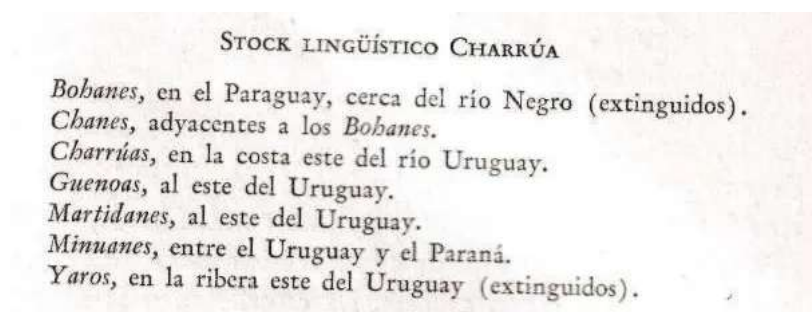 STOCK LINGÜÍSTICO CHARRÚA
Bohanes, en el Paraguay, cerca del río Negro (extinguidos).
Chanes, adyacentes a los Bohanes.
Charrúas, en la costa este del río Uruguay.
Guenoas, al este del Uruguay.
Martidanes, al este del Uruguay.
Minuanes, entre el Uruguay y el Paraná.
Yaros, en la ribera este del Uruguay (extinguidos).